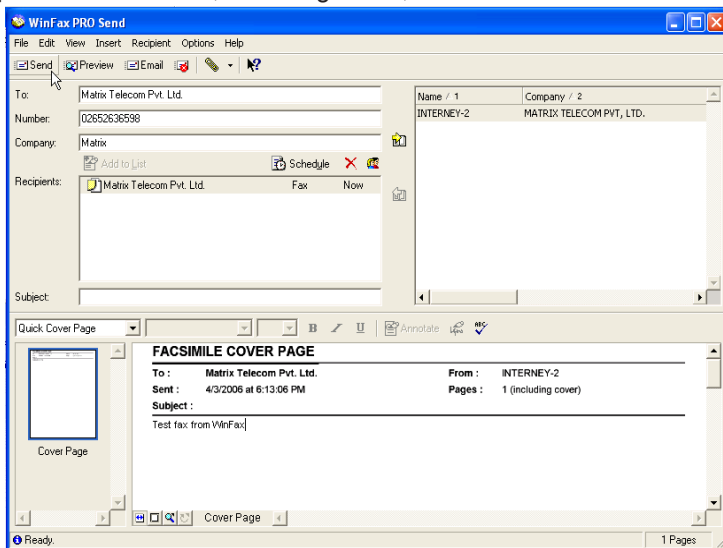 WinFax PRO Send
File Edit View Insert Recipient Options Help
Send Preview Email
To: Matrix Telecom Pvt. Ltd.
Number: 02652636598
Company: Matrix
Add to List Schedule
Recipients: Matrix Telecom Pvt. Ltd. Fax Now
Subject:
Name / 1 Company / 2
INTERNEY-2 MATRIX TELECOM PVT, LTD.
Quick Cover Page B I U Annotate ABC
FACSIMILE COVER PAGE
To : Matrix Telecom Pvt. Ltd. From : INTERNEY-2
Sent : 4/3/2006 at 6:13:06 PM Pages : 1 (including cover)
Subject :
Test fax from WinFax
Cover Page
Cover Page
Ready. 1 Pages